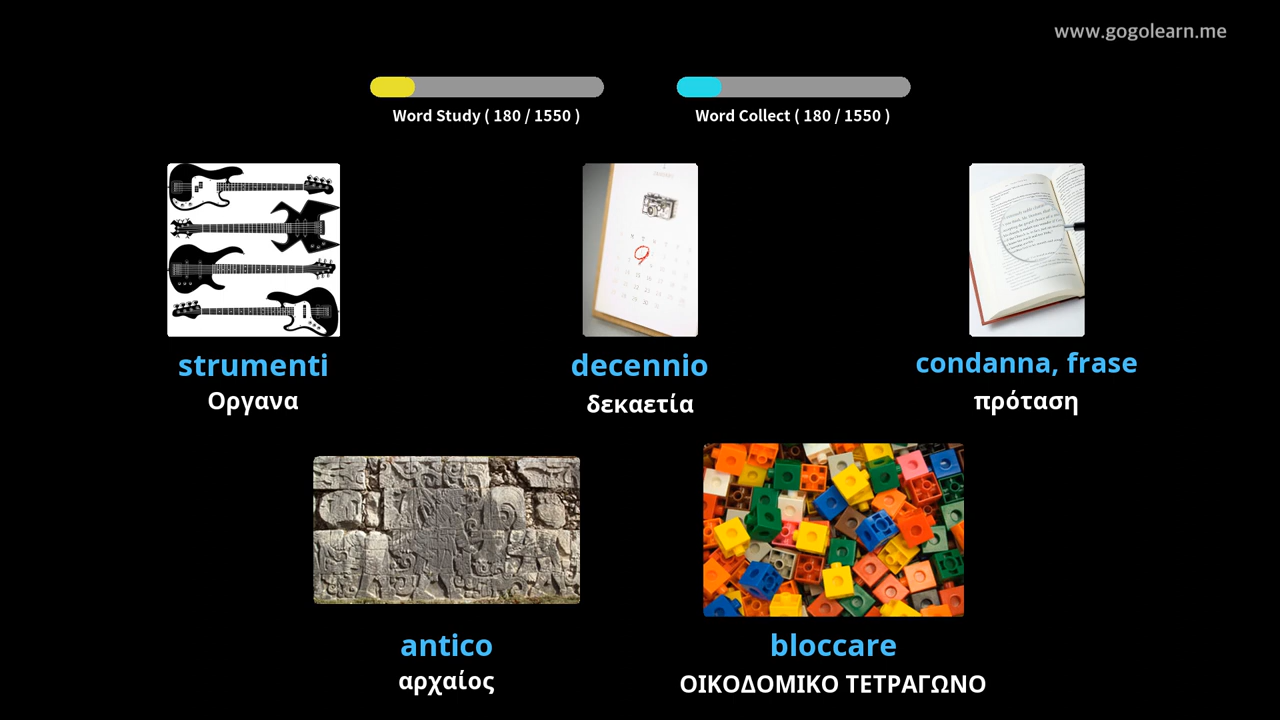 www.gogolearn.me
Word Study ( 180 / 1550 )
Word Collect ( 180 / 1550 )
strumenti
Οργανα
decennio
δεκαετία
condanna, frase
πρόταση
antico
αρχαίος
bloccare
ΟΙΚΟΔΟΜΙΚΟ ΤΕΤΡΑΓΩΝΟ